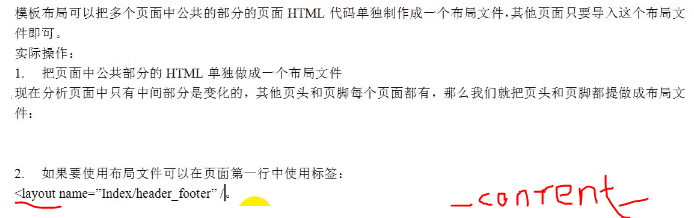 模板布局可以把多个页面中公共的部分的页面 HTML 代码单独制作成一个布局文件,其他页面只要导入这个布局文
件即可。
实际操作：
1. 把页面中公共部分的 HTML 单独做成一个布局文件
现在分析页面中只有中间部分是变化的，其他页头和页脚每个页面都有，那么我们就把页头和页脚都提做成布局文
件：
2. 如果要使用布局文件可以在页面第一行中使用标签：
<layout name=”Index/header_footer” /。
_content_